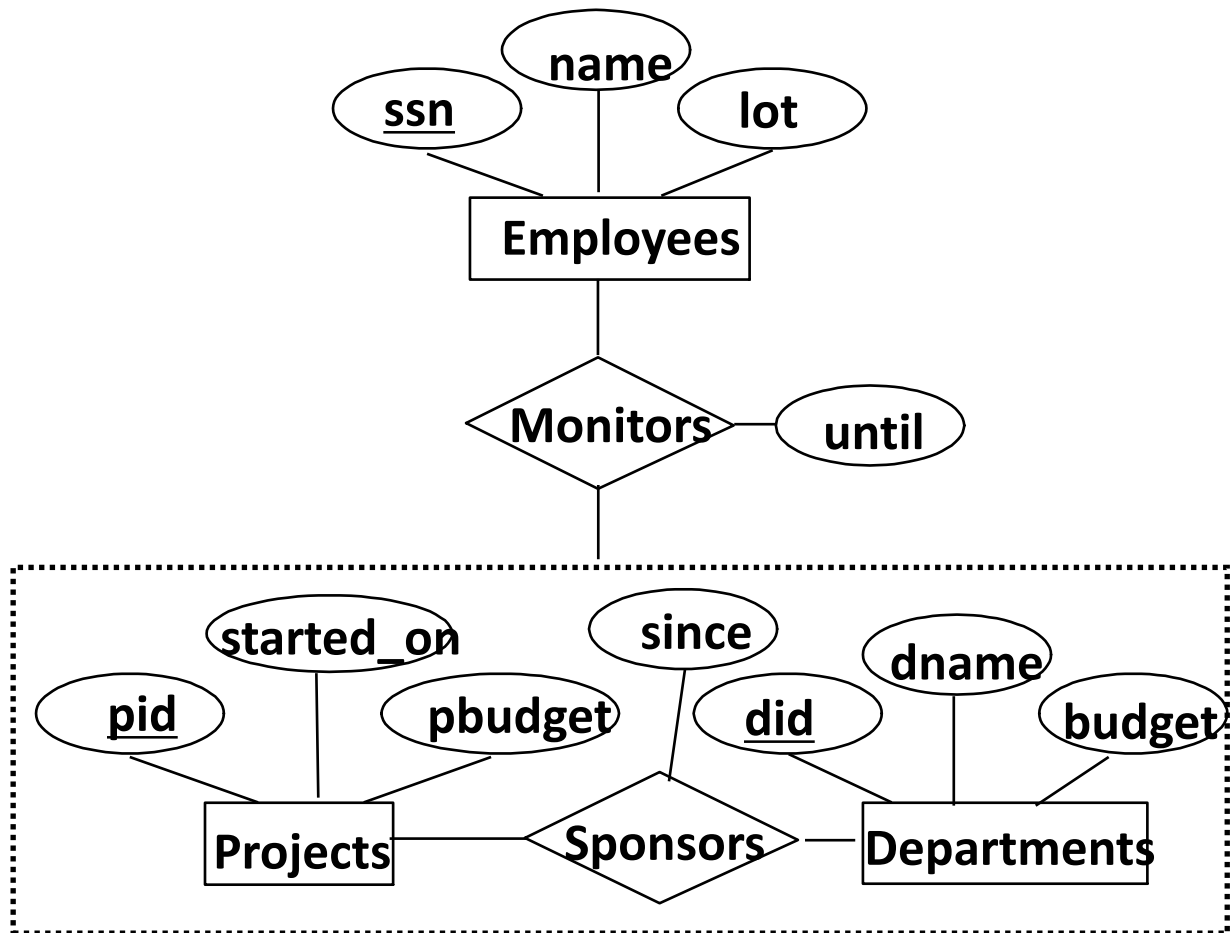 name
ssn
lot
Employees
Monitors
until
started_on
since
dname
pid
pbudget
did
budget
Projects
Sponsors
Departments